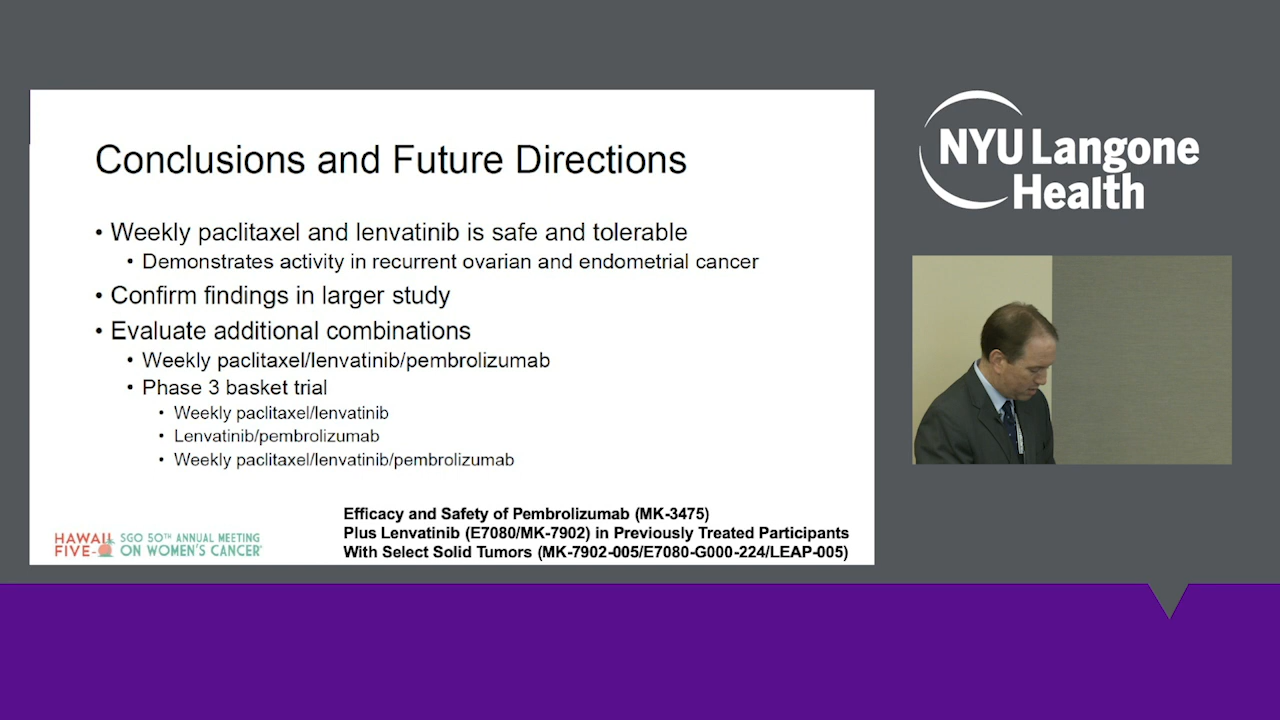 Conclusions and Future Directions
• Weekly paclitaxel and lenvatinib is safe and tolerable
• Demonstrates activity in recurrent ovarian and endometrial cancer
• Confirm findings in larger study
• Evaluate additional combinations
• Weekly paclitaxel/lenvatinib/pembrolizumab
• Phase 3 basket trial
• Weekly paclitaxel/lenvatinib
• Lenvatinib/pembrolizumab
• Weekly paclitaxel/lenvatinib/pembrolizumab
Efficacy and Safety of Pembrolizumab (MK-3475)
Plus Lenvatinib (E7080/MK-7902) in Previously Treated Participants
With Select Solid Tumors (MK-7902-005/E7080-G000-224/LEAP-005)
HAWAII
FIVE-O
SGO 50TH ANNUAL MEETING
ON WOMEN'S CANCER
NYU Langone
Health